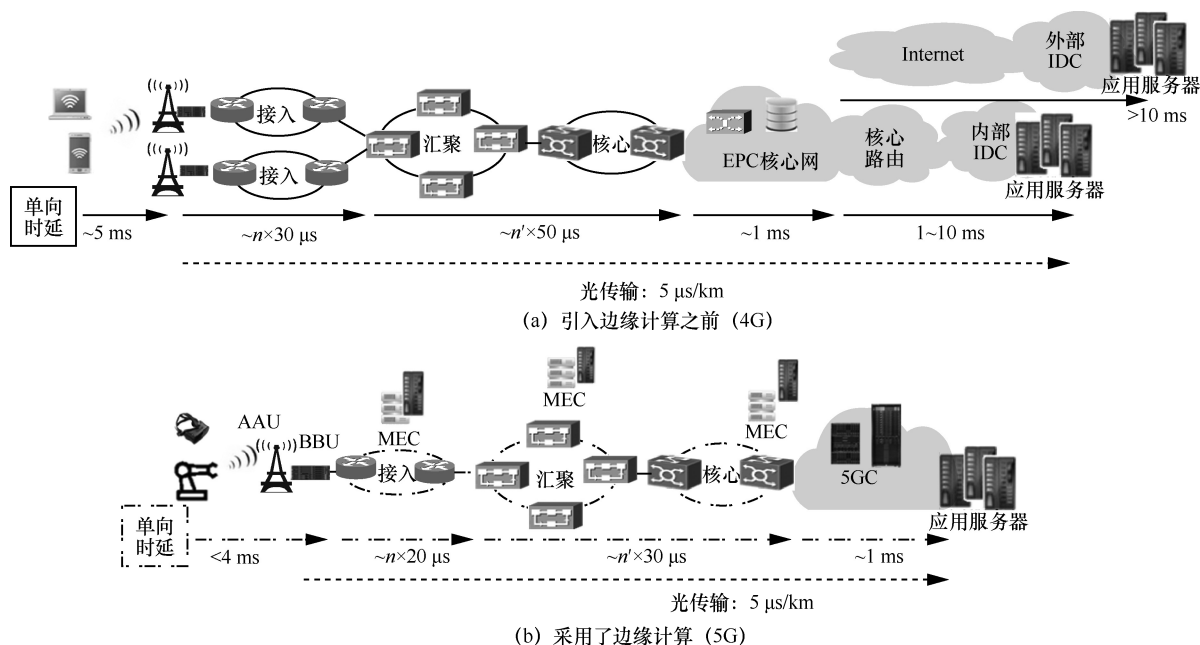 Internet
外部
IDC
应用服务器
>10 ms
接入
汇聚
核心
EPC核心网
核心
路由
内部
IDC
应用服务器
接入
单向
时延
~5 ms
~n×30 μs
~n′×50 μs
~1 ms
1~10 ms
光传输：5 μs/km
（a）引入边缘计算之前（4G）
MEC
MEC
MEC
AAU
BBU
接入
汇聚
核心
5GC
应用服务器
单向
时延
<4 ms
~n×20 μs
~n′×30 μs
~1 ms
光传输：5 μs/km
（b）采用了边缘计算（5G）